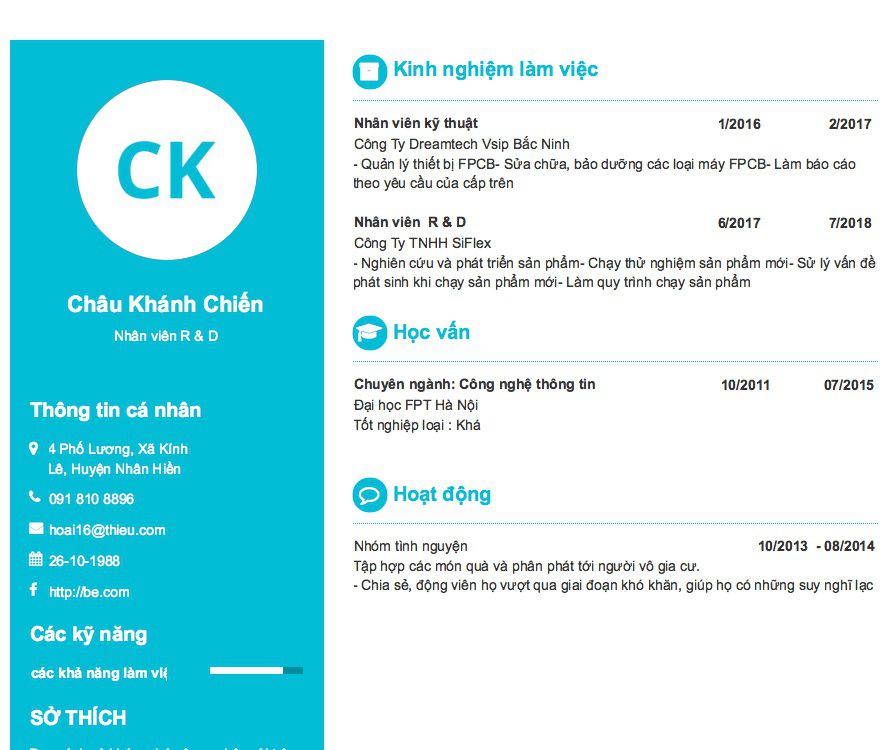 CK
Châu Khánh Chiến
Nhân viên R & D
Thông tin cá nhân
4 Phố Lương, Xã Kính
Lê, Huyện Nhân Hiền
091 810 8896
hoai16@thieu.com
26-10-1988
http://be.com
Các kỹ năng
các khả năng làm việ
SỞ THÍCH
Kinh nghiệm làm việc
Nhân viên kỹ thuật 1/2016 2/2017
Công Ty Dreamtech Vsip Bắc Ninh
- Quản lý thiết bị FPCB- Sửa chữa, bảo dưỡng các loại máy FPCB- Làm báo cáo
theo yêu cầu của cấp trên
Nhân viên R & D 6/2017 7/2018
Công Ty TNHH SiFlex
- Nghiên cứu và phát triển sản phẩm- Chạy thử nghiệm sản phẩm mới- Sử lý vấn đề
phát sinh khi chạy sản phẩm mới- Làm quy trình chạy sản phẩm
Học vấn
Chuyên ngành: Công nghệ thông tin 10/2011 07/2015
Đại học FPT Hà Nội
Tốt nghiệp loại : Khá
Hoạt động
Nhóm tình nguyện 10/2013 - 08/2014
Tập hợp các món quà và phân phát tới người vô gia cư.
- Chia sẻ, động viên họ vượt qua giai đoạn khó khăn, giúp họ có những suy nghĩ lạc